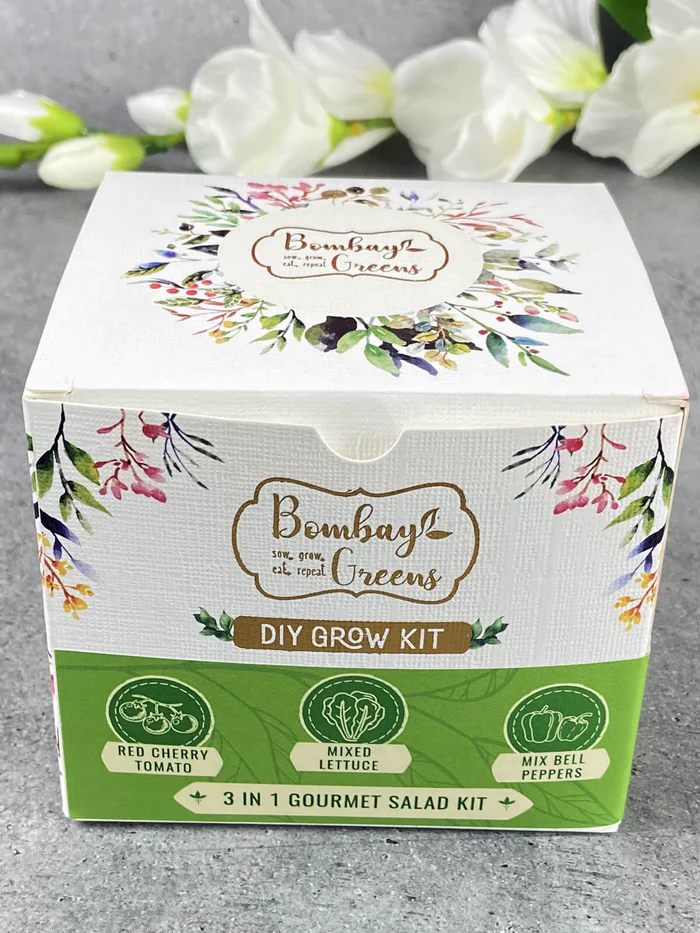 Bombay
sow. grow.
eat. repeat
Greens
Bombay
sow. grow.
eat. repeat
Greens
DIY GROW KIT
RED CHERRY
TOMATO
MIXED
LETTUCE
MIX BELL
PEPPERS
3 IN 1 GOURMET SALAD KIT